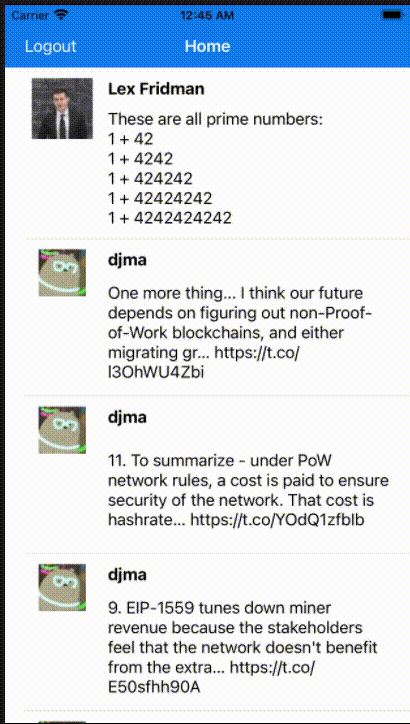 Carrier 12:45 AM
Logout Home
Lex Fridman
These are all prime numbers:
1 + 42
1 + 4242
1 + 424242
1 + 42424242
1 + 4242424242
djma
One more thing... I think our future
depends on figuring out non-Proof-
of-Work blockchains, and either
migrating gr... https://t.co/
I3OhWU4Zbi
djma
11. To summarize - under PoW
network rules, a cost is paid to ensure
security of the network. That cost is
hashrate... https://t.co/YOdQ1zfbIb
djma
9. EIP-1559 tunes down miner
revenue because the stakeholders
feel that the network doesn't benefit
from the extra... https://t.co/
E50sfhh90A